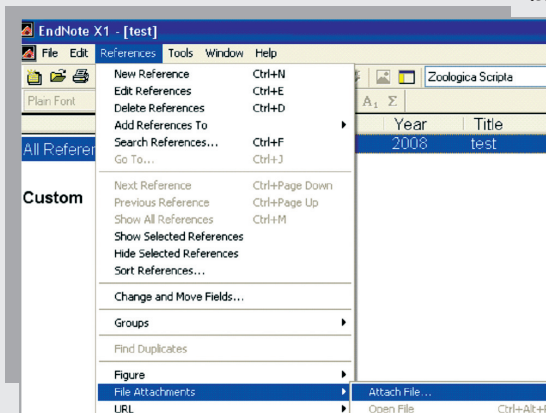 EndNote X1 - [test]
File Edit References Tools Window Help
Zoologica Scripta
Plain Font
A₁ Σ
Year Title
All Referen
2008 test
Custom
New Reference Ctrl+N
Edit References Ctrl+E
Delete References Ctrl+D
Add References To
Search References... Ctrl+F
Go To... Ctrl+J
Next Reference Ctrl+Page Down
Previous Reference Ctrl+Page Up
Show All References Ctrl+M
Show Selected References
Hide Selected References
Sort References...
Change and Move Fields...
Groups
Find Duplicates
Figure
File Attachments
Attach File...
URL
Open File Ctrl+Alt+